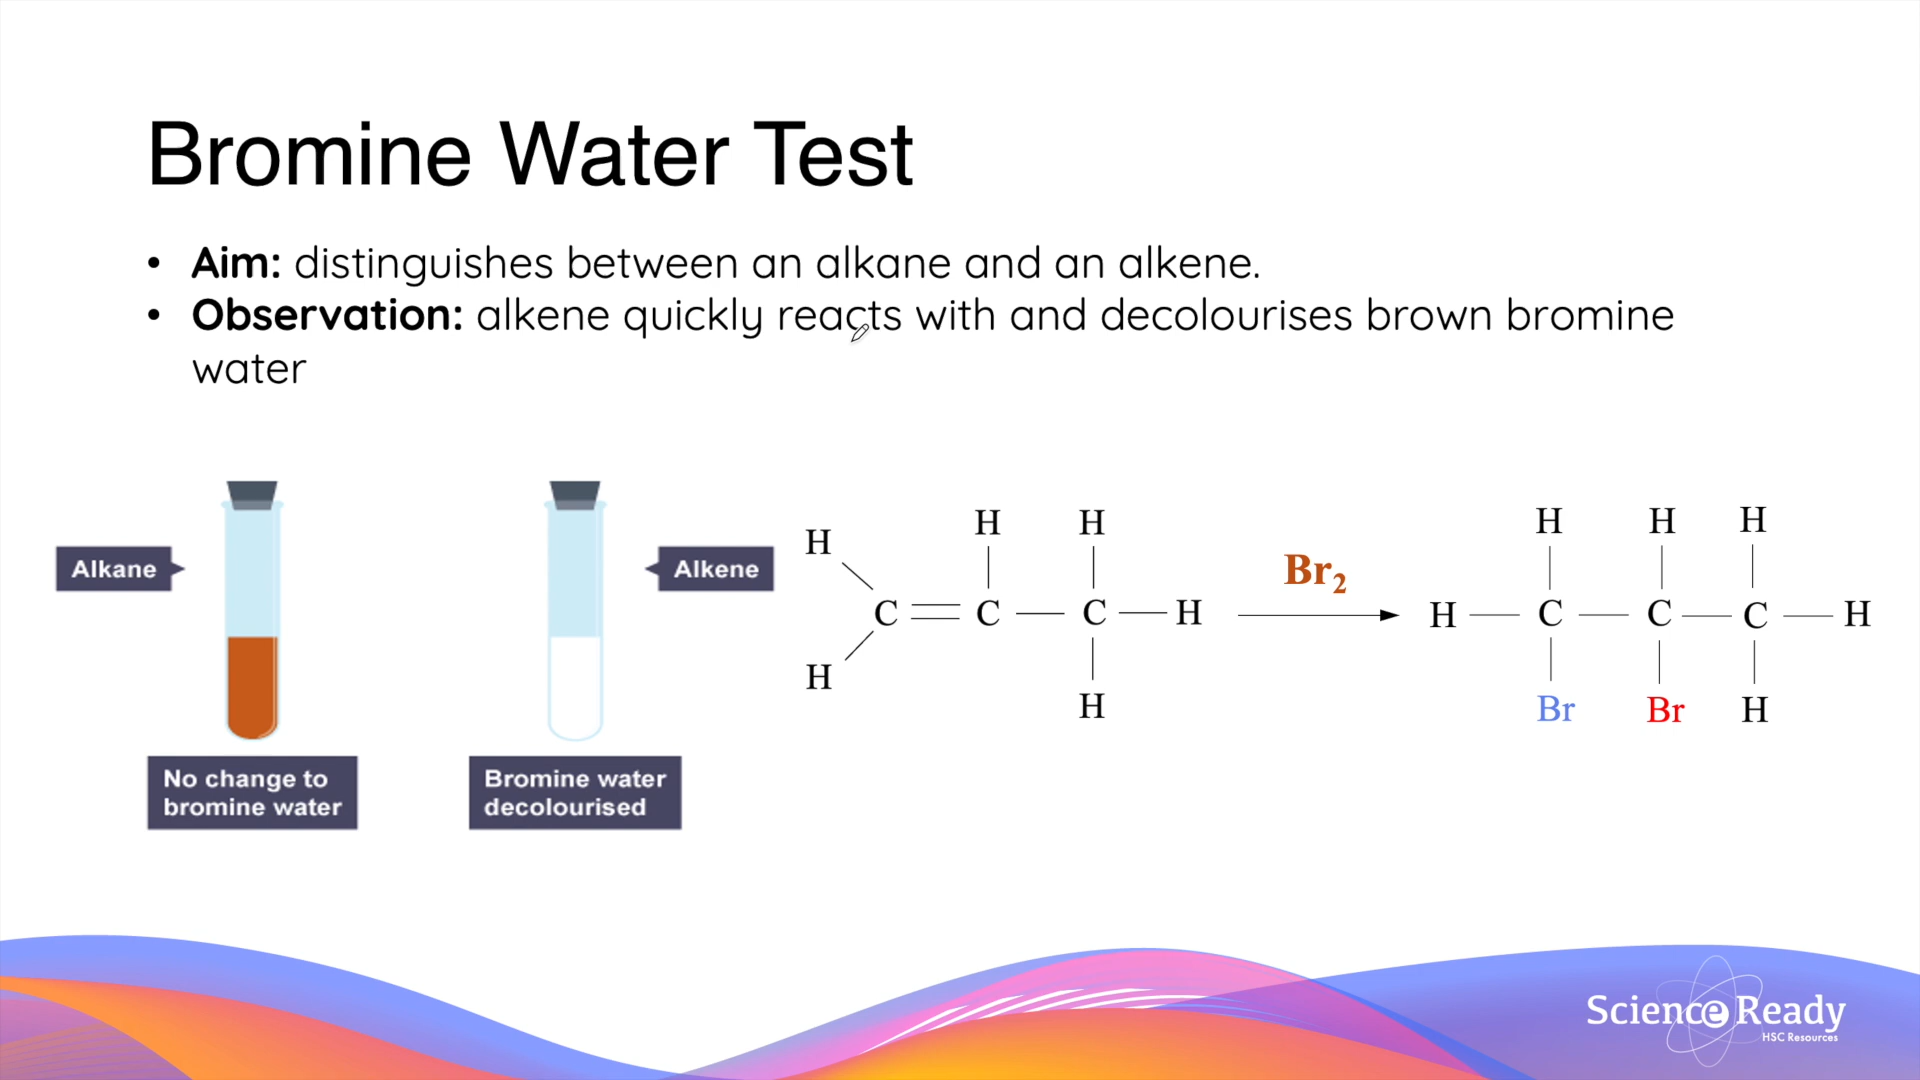 Bromine Water Test
• Aim: distinguishes between an alkane and an alkene.
• Observation: alkene quickly reacts with and decolourises brown bromine
water
Alkane
Alkene
No change to
bromine water
Bromine water
decolourised
H H H
C C C H
H H
Br₂
H H H
H C C C H
Br Br H
Science Ready
HSC Resources